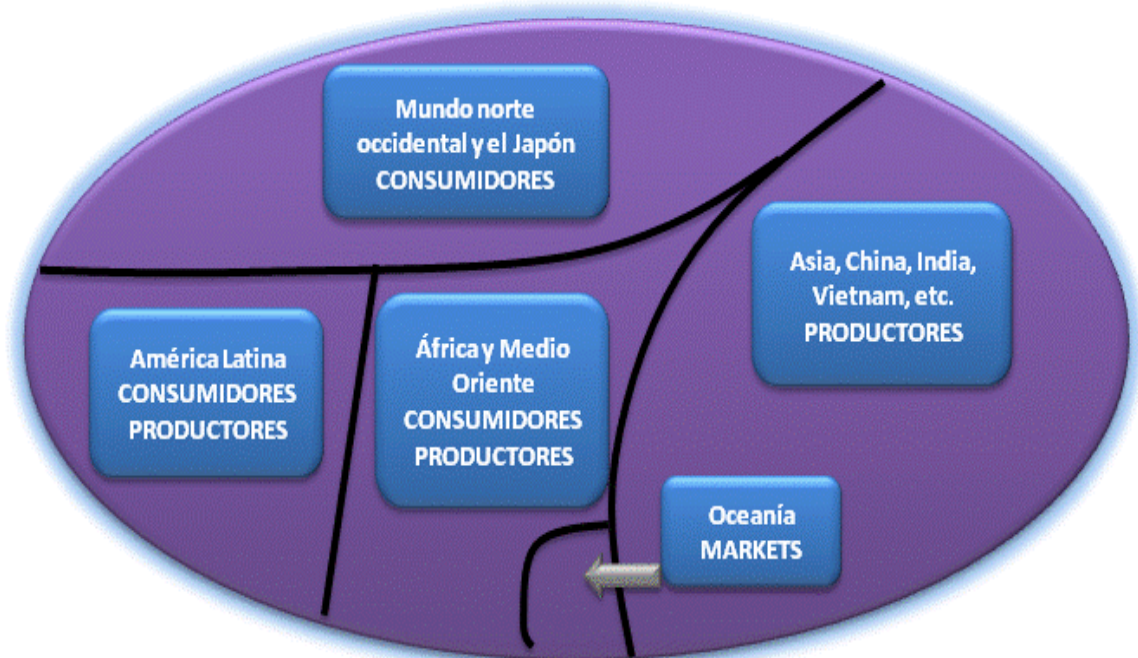 Mundo norte
occidental y el Japón
CONSUMIDORES
Asia, China, India,
Vietnam, etc.
PRODUCTORES
América Latina
CONSUMIDORES
PRODUCTORES
África y Medio
Oriente
CONSUMIDORES
PRODUCTORES
Oceanía
MARKETS